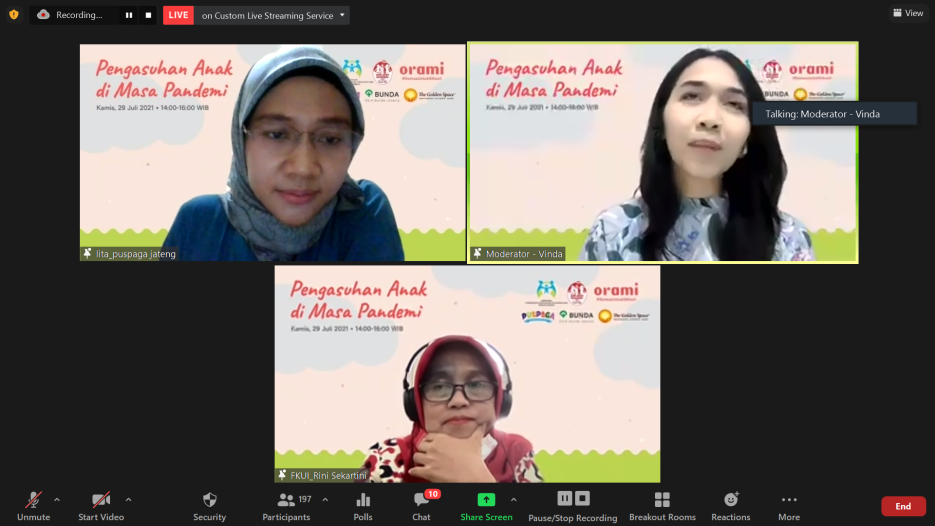 Recording...
LIVE
on Custom Live Streaming Service
View
Pengasuhan Anak
di Masa Pandemi
Kamis, 29 Juli 2021 • 14:00-16:00 WIB
orami
BUNDA
The Golden Space
lita_puspaga jateng
Pengasuhan Anak
di Masa Pandemi
Kamis, 29 Juli 2021 • 14:00-16:00 WIB
orami
BUNDA
The Golden Space
Talking: Moderator - Vinda
Moderator - Vinda
Pengasuhan Anak
di Masa Pandemi
Kamis, 29 Juli 2021 • 14:00-16:00 WIB
orami
PUSPAGA
BUNDA
The Golden Space
FKUI_Rini Sekartini
Unmute
Start Video
Security
Participants
197
Polls
Chat
10
Share Screen
Pause/Stop Recording
Breakout Rooms
Reactions
More
End